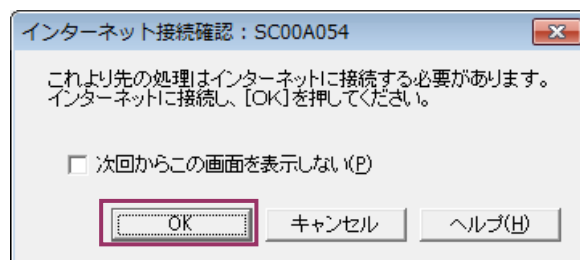 インターネット接続確認：SC00A054
これより先の処理はインターネットに接続する必要があります。
インターネットに接続し、[OK]を押してください。
次回からこの画面を表示しない(P)
OK
キャンセル
ヘルプ(H)